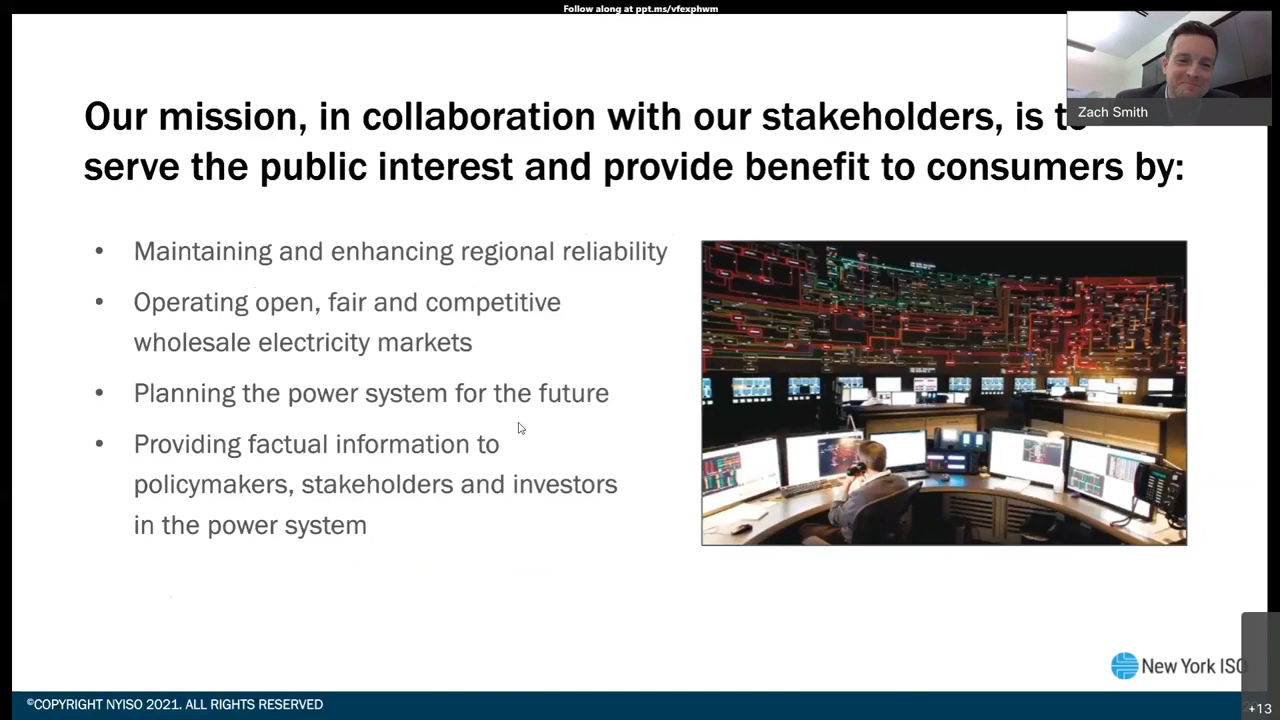 Follow along at ppt.ms/vfexphwm
Zach Smith
Our mission, in collaboration with our stakeholders, is to
serve the public interest and provide benefit to consumers by:
• Maintaining and enhancing regional reliability
• Operating open, fair and competitive
wholesale electricity markets
• Planning the power system for the future
• Providing factual information to
policymakers, stakeholders and investors
in the power system
New York ISO
©COPYRIGHT NYISO 2021. ALL RIGHTS RESERVED
+13